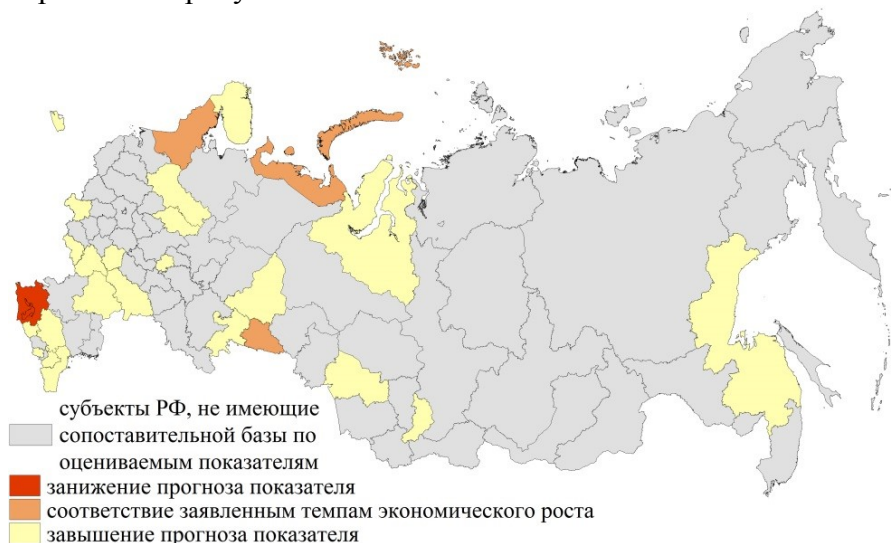 субъекты РФ, не имеющие
сопоставительной базы по
оцениваемым показателям
занижение прогноза показателя
соответствие заявленным темпам экономического роста
завышение прогноза показателя